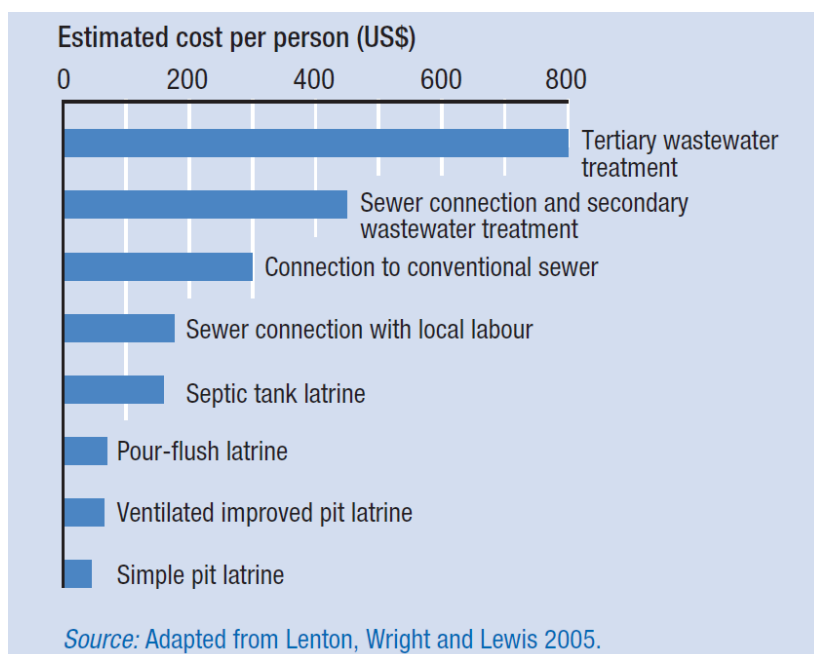 Estimated cost per person (US$)
0 200 400 600 800
Tertiary wastewater
treatment
Sewer connection and secondary
wastewater treatment
Connection to conventional sewer
Sewer connection with local labour
Septic tank latrine
Pour-flush latrine
Ventilated improved pit latrine
Simple pit latrine
Source: Adapted from Lenton, Wright and Lewis 2005.